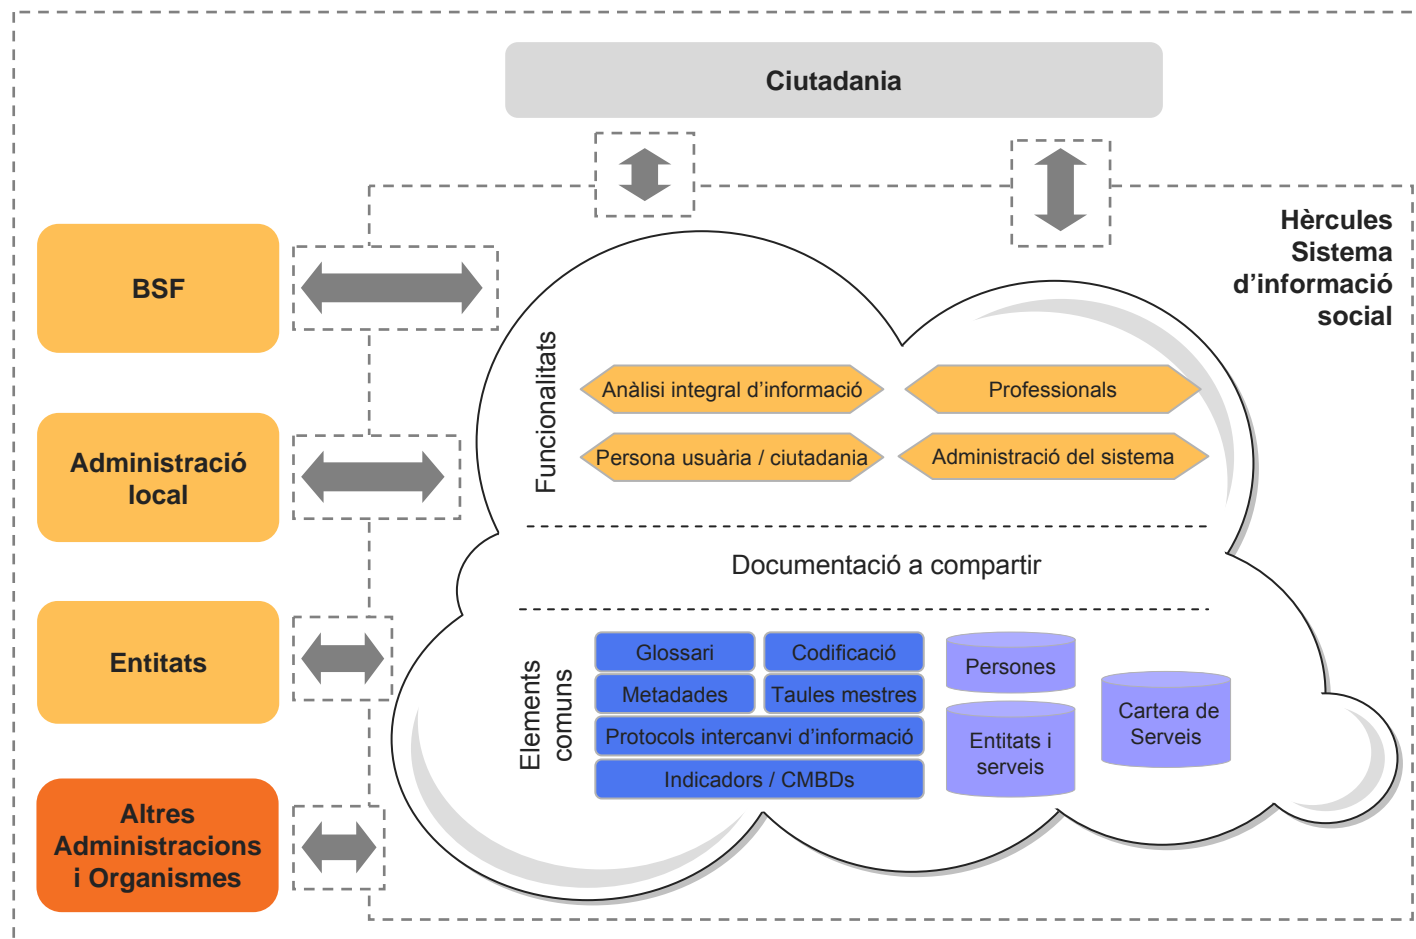 Ciutadania
Hèrcules
Sistema
d’informació
social
BSF
Administració
local
Entitats
Altres
Administracions
i Organismes
Funcionalitats
Anàlisi integral d’informació
Professionals
Persona usuària / ciutadania
Administració del sistema
Documentació a compartir
Elements
comuns
Glossari
Codificació
Metadades
Taules mestres
Protocols intercanvi d’informació
Indicadors / CMBDs
Persones
Entitats i
serveis
Cartera de
Serveis